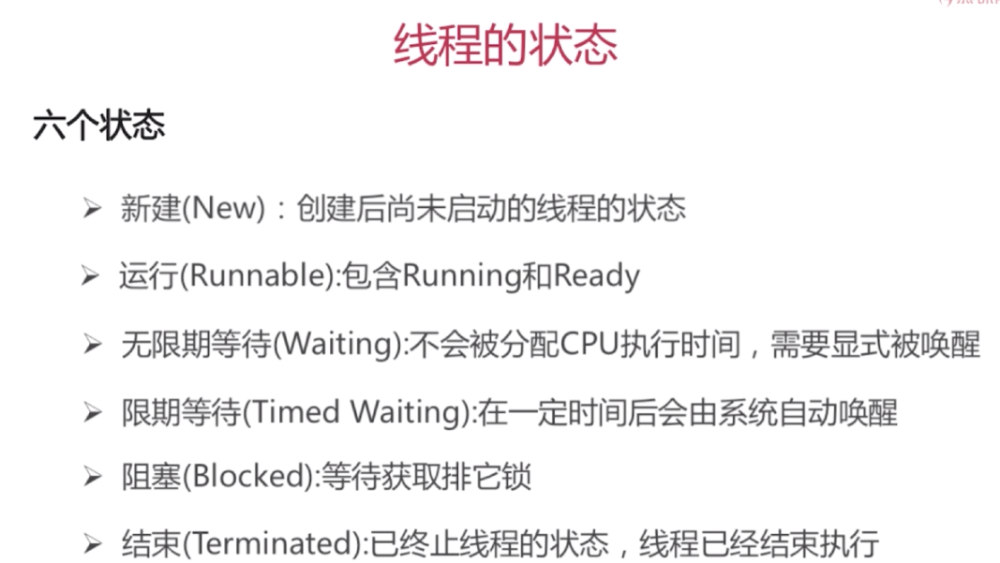 线程的状态
六个状态
➢ 新建(New)：创建后尚未启动的线程的状态
➢ 运行(Runnable):包含Running和Ready
➢ 无限期等待(Waiting):不会被分配CPU执行时间，需要显式被唤醒
➢ 限期等待(Timed Waiting):在一定时间后会由系统自动唤醒
➢ 阻塞(Blocked):等待获取排它锁
➢ 结束(Terminated):已终止线程的状态，线程已经结束执行